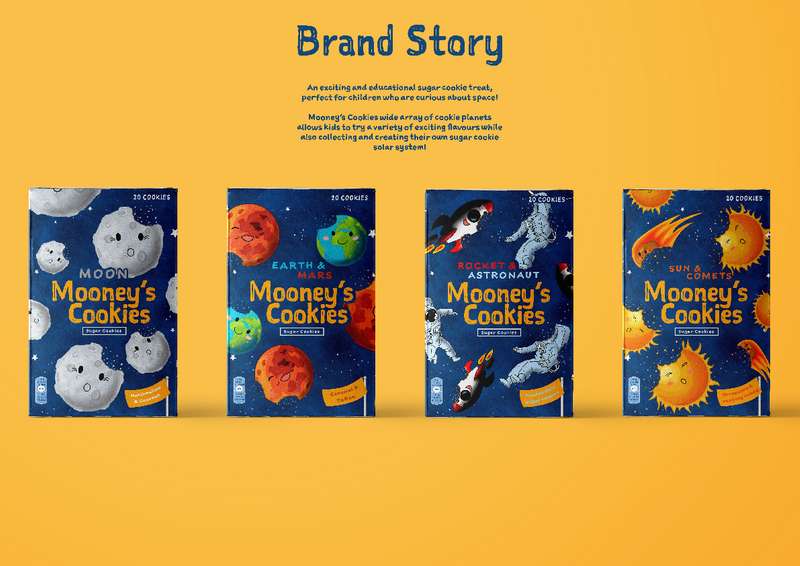 Brand Story
An exciting and educational sugar cookie treat,
perfect for children who are curious about space!
Mooney's Cookies wide array of cookie planets
allows kids to try a variety of exciting flavours while
also collecting and creating their own sugar cookie
solar system!
20 COOKIES
MOON
Mooney's
Cookies
Sugar Cookies
20 COOKIES
EARTH &
MARS
Mooney's
Cookies
Sugar Cookies
20 COOKIES
ROCKET &
ASTRONAUT
Mooney's
Cookies
Sugar Cookies
20 COOKIES
SUN &
COMETS
Mooney's
Cookies
Sugar Cookies